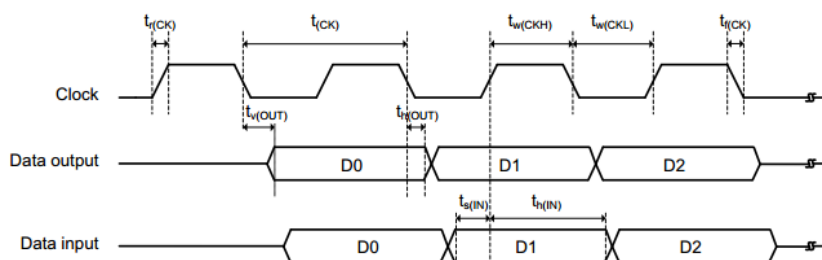 tr(CK) t(CK) tw(CKH) tw(CKL) tf(CK)
Clock
tv(OUT) th(OUT)
Data output D0 D1 D2
ts(IN) th(IN)
Data input D0 D1 D2